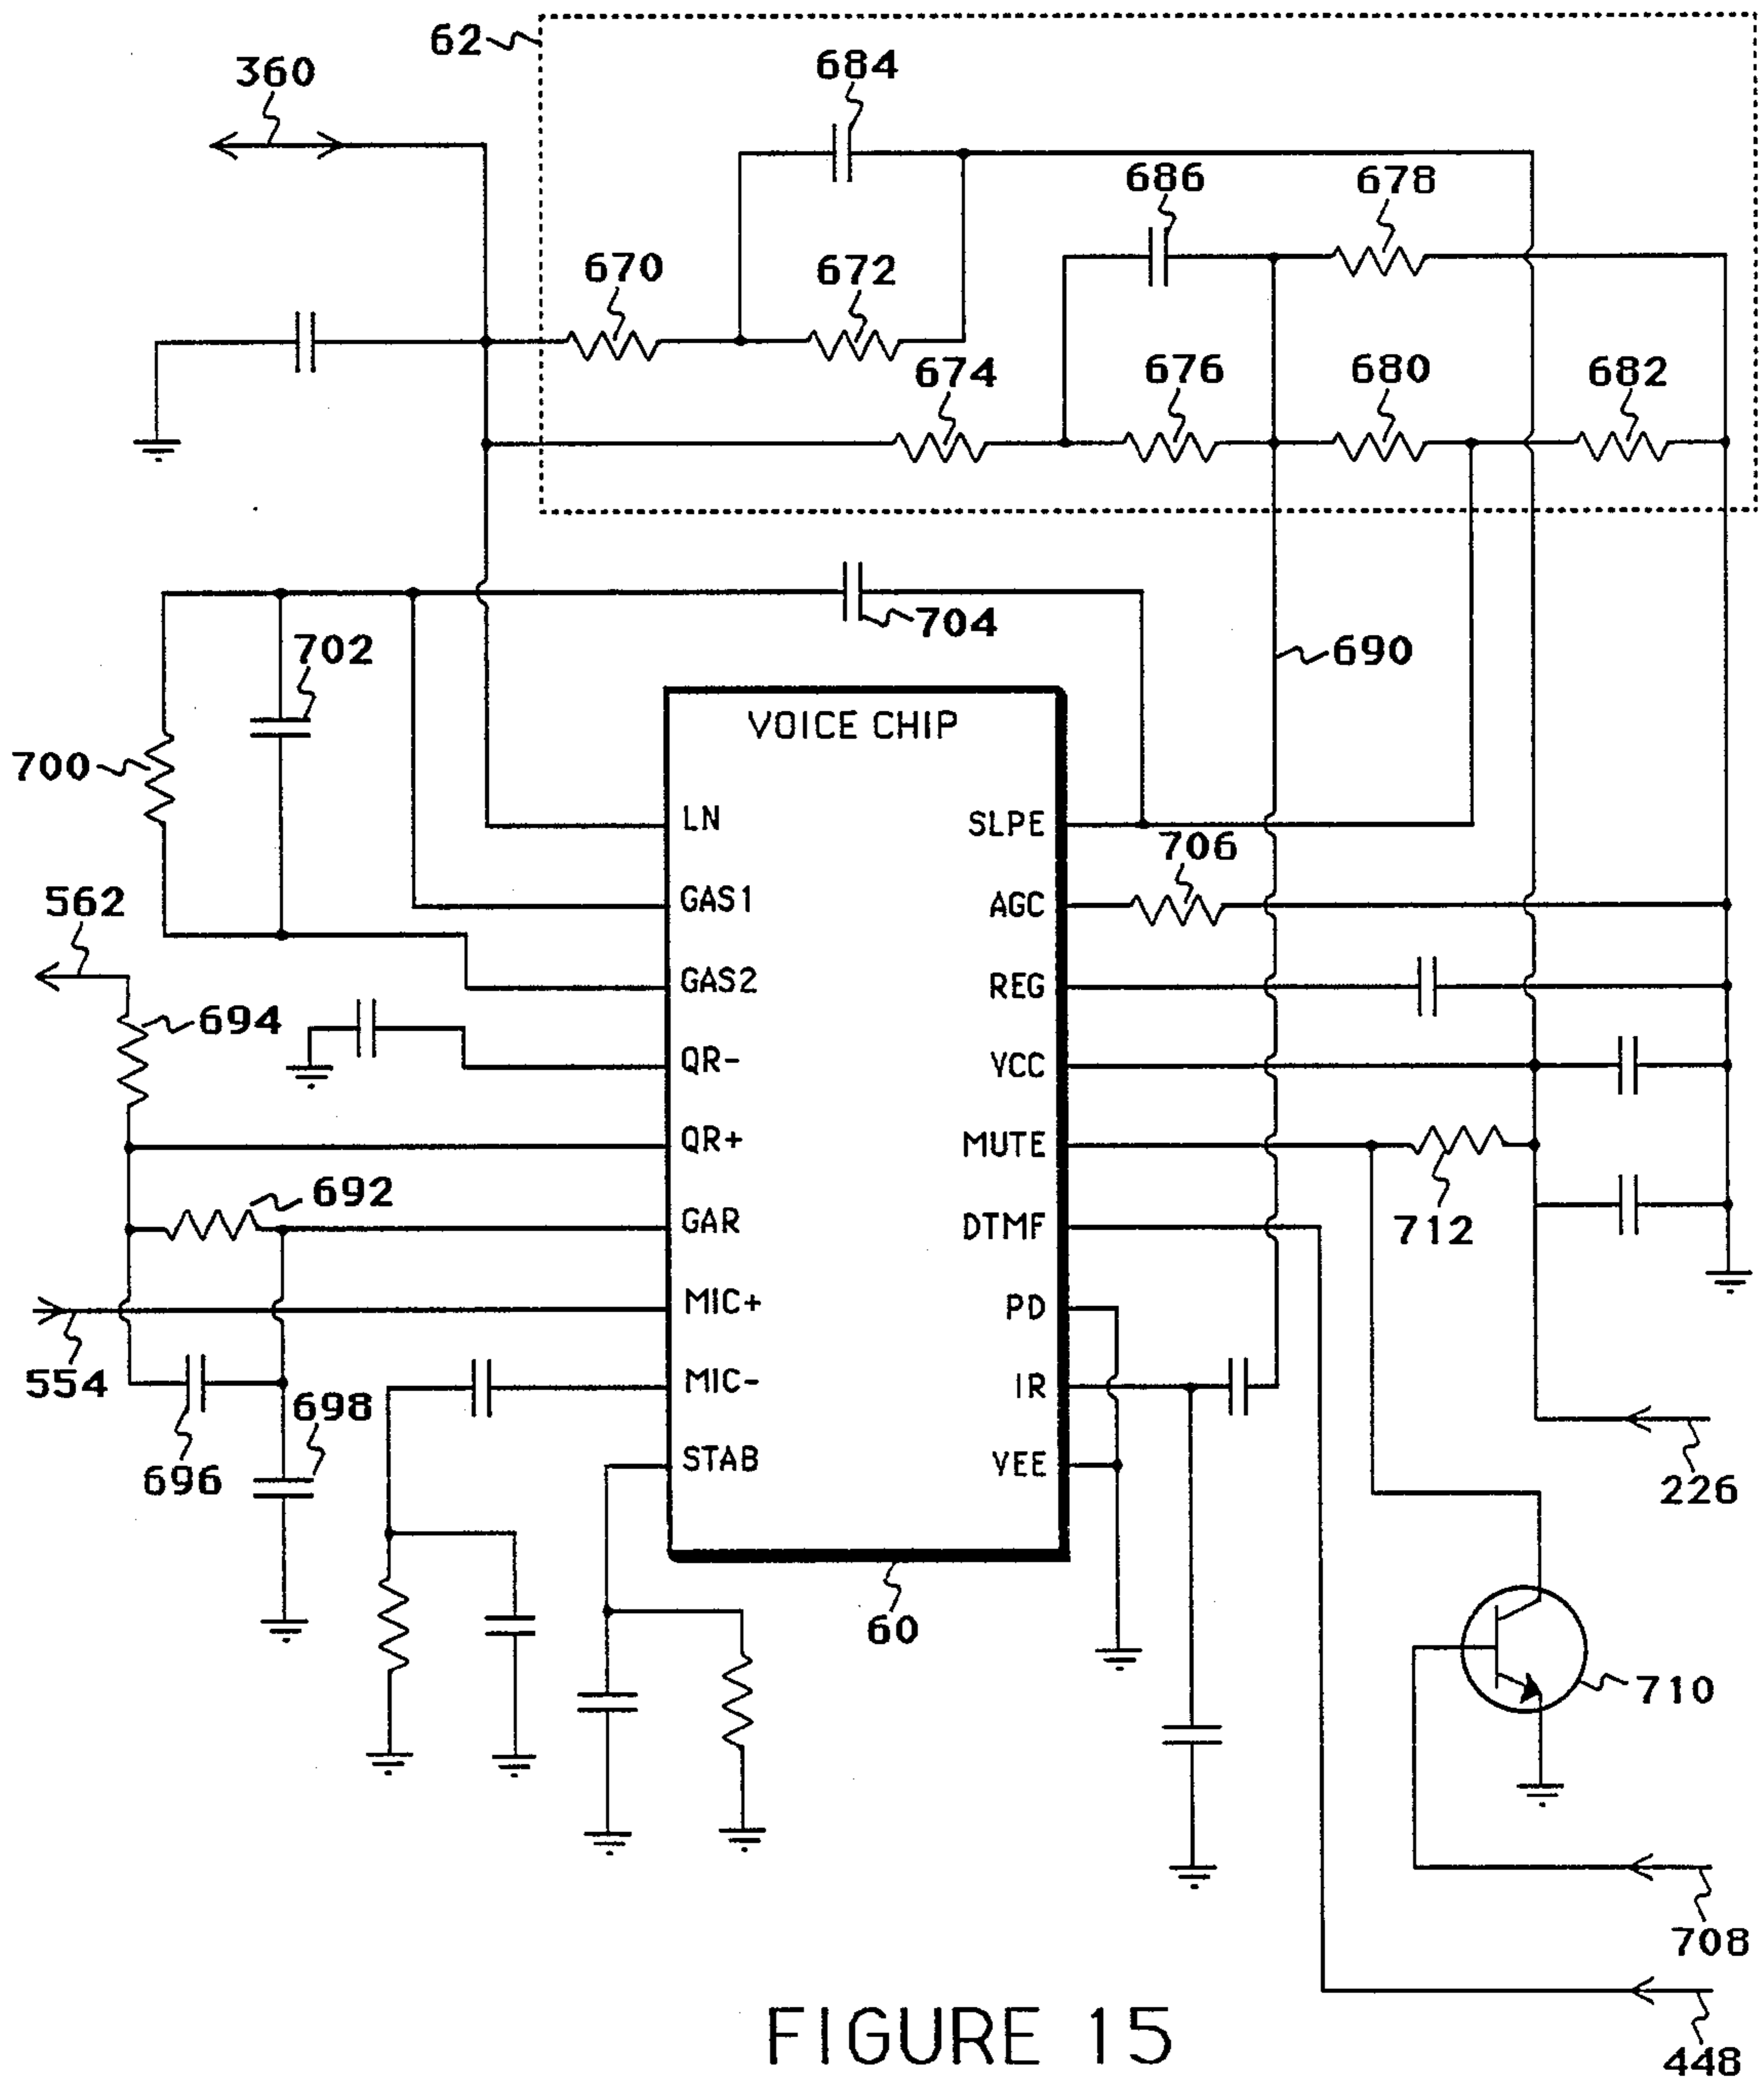 62
684
360
686
678
670
672
674
676
680
682
702
704
690
VOICE CHIP
700
LN
SLPE
706
GAS1
AGC
562
GAS2
REG
694
QR-
VCC
QR+
MUTE
692
GAR
DTMF
712
MIC+
PD
554
MIC-
IR
698
STAB
VEE
696
226
60
710
708
FIGURE 15
448